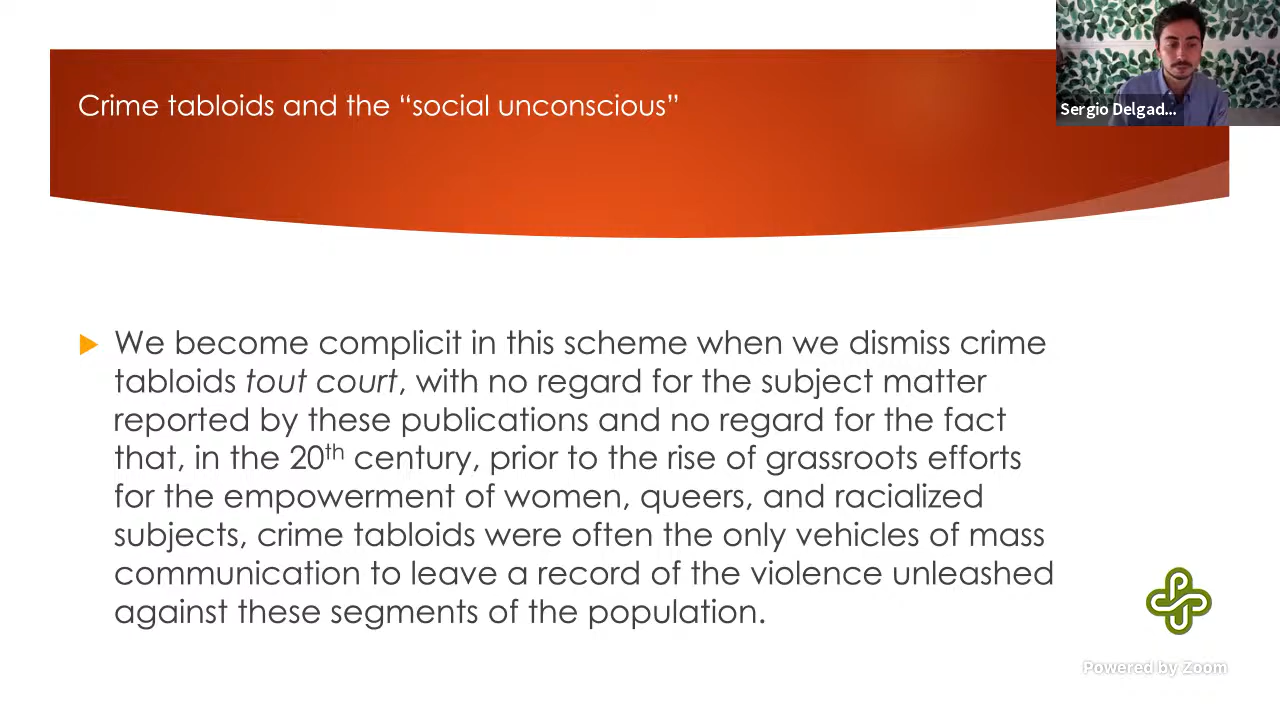 Crime tabloids and the “social unconscious”
Sergio Delgad...
We become complicit in this scheme when we dismiss crime
tabloids tout court, with no regard for the subject matter
reported by these publications and no regard for the fact
that, in the 20th century, prior to the rise of grassroots efforts
for the empowerment of women, queers, and racialized
subjects, crime tabloids were often the only vehicles of mass
communication to leave a record of the violence unleashed
against these segments of the population.
Powered by Zoom